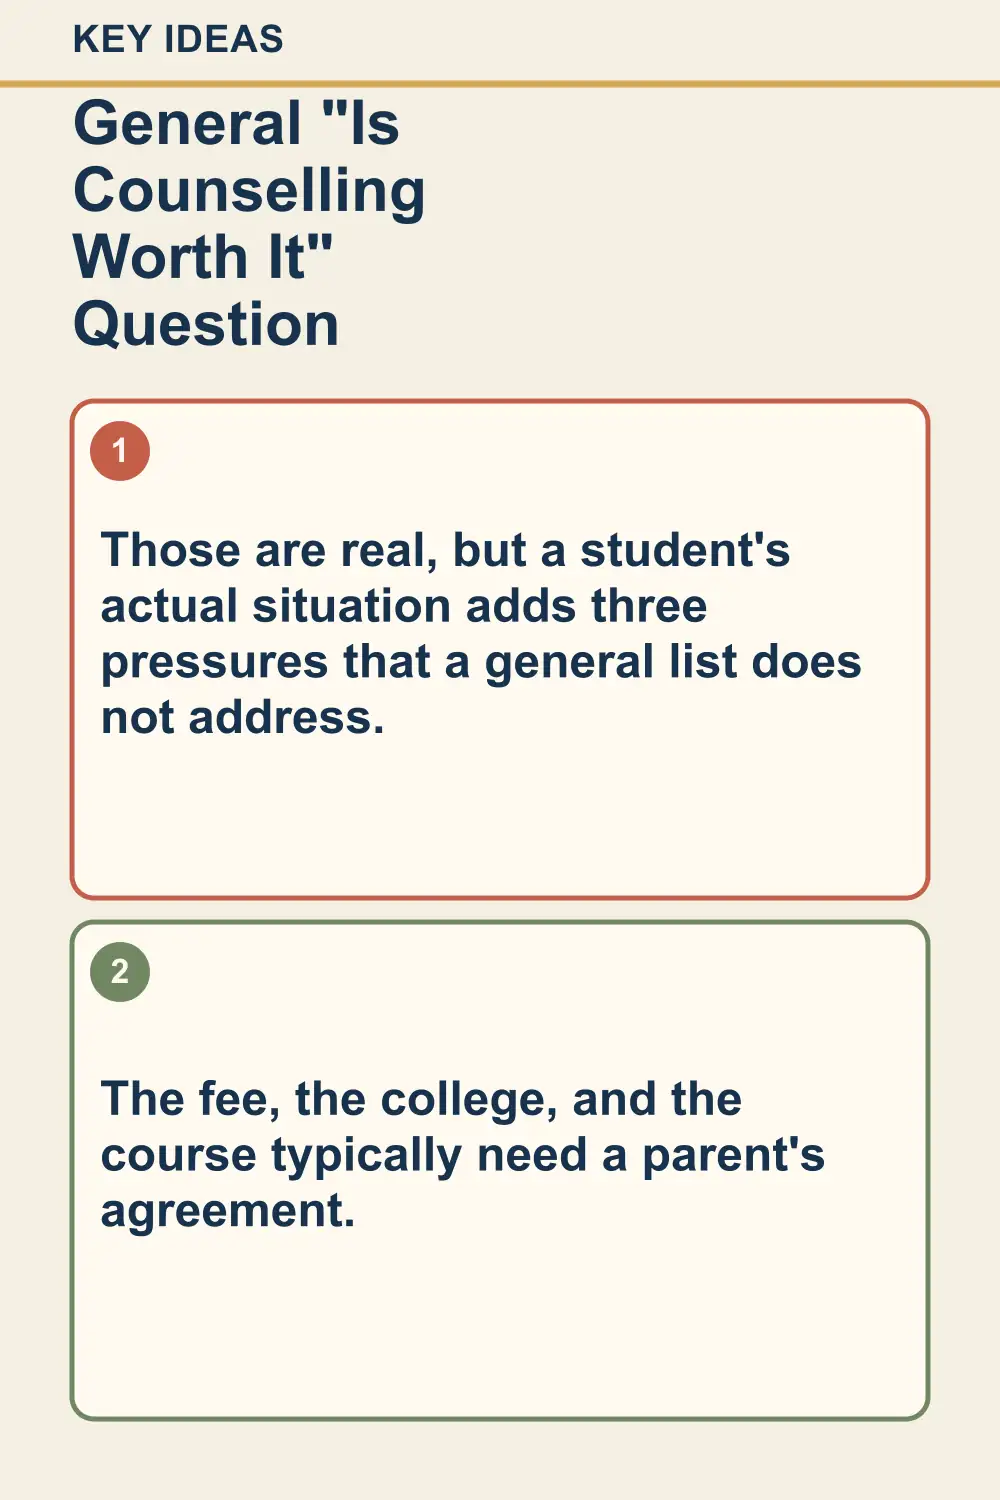 KEY IDEAS
General "Is
Counselling
Worth It"
Question
1
Those are real, but a student's
actual situation adds three
pressures that a general list does
not address.
2
The fee, the college, and the
course typically need a parent's
agreement.